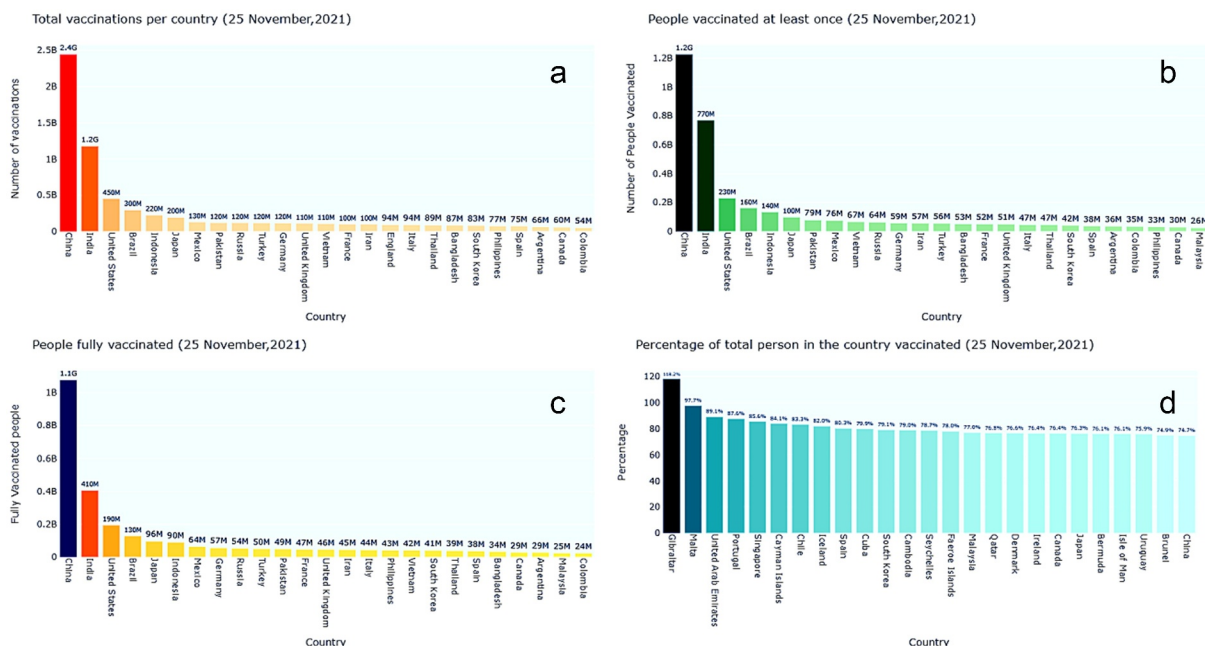 Total vaccinations per country (25 November,2021)
a
Number of vaccinations
2.5B
2B
1.5B
1B
0.5B
0
2.4G
1.2G
450M
300M
220M
200M
130M
120M
120M
120M
120M
110M
110M
100M
100M
94M
94M
89M
87M
83M
77M
75M
66M
60M
54M
China
India
United States
Brazil
Indonesia
Japan
Mexico
Pakistan
Russia
Turkey
Germany
United Kingdom
Vietnam
France
Iran
England
Italy
Thailand
Bangladesh
South Korea
Philippines
Spain
Argentina
Canada
Colombia
Country
People vaccinated at least once (25 November,2021)
b
Number of People Vaccinated
1.2B
1B
0.8B
0.6B
0.4B
0.2B
0
1.2G
770M
230M
160M
140M
100M
79M
76M
67M
64M
59M
57M
56M
53M
52M
51M
47M
47M
42M
38M
36M
35M
33M
30M
26M
China
India
United States
Brazil
Indonesia
Japan
Pakistan
Mexico
Vietnam
Russia
Germany
Iran
Turkey
Bangladesh
France
United Kingdom
Italy
Thailand
South Korea
Spain
Argentina
Colombia
Philippines
Canada
Malaysia
Country
People fully vaccinated (25 November,2021)
c
Fully Vaccinated people
1B
0.8B
0.6B
0.4B
0.2B
0
1.1G
410M
190M
130M
96M
90M
64M
57M
54M
50M
49M
47M
46M
45M
44M
43M
42M
41M
39M
38M
34M
29M
29M
25M
24M
China
India
United States
Brazil
Japan
Indonesia
Mexico
Germany
Russia
Turkey
Pakistan
France
United Kingdom
Iran
Italy
Philippines
Vietnam
South Korea
Thailand
Spain
Bangladesh
Canada
Argentina
Malaysia
Colombia
Country
Percentage of total person in the country vaccinated (25 November,2021)
d
Percentage
120
100
80
60
40
20
0
118.2%
97.7%
89.1%
87.6%
85.6%
84.1%
83.3%
82.0%
80.3%
79.9%
79.1%
79.0%
78.7%
78.0%
77.0%
76.6%
76.4%
76.4%
76.3%
76.1%
76.1%
75.9%
74.9%
74.7%
Gibraltar
Malta
United Arab Emirates
Portugal
Singapore
Cayman Islands
Chile
Iceland
Spain
Cuba
South Korea
Cambodia
Seychelles
Faeroe Islands
Malaysia
Qatar
Denmark
Ireland
Canada
Japan
Bermuda
Isle of Man
Uruguay
Brunei
China
Country